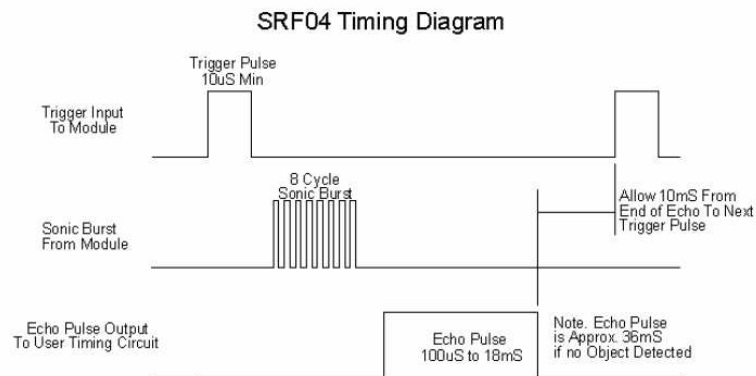 SRF04 Timing Diagram
Trigger Pulse
10uS Min
Trigger Input
To Module
8 Cycle
Sonic Burst
Allow 10mS From
End of Echo To Next
Trigger Pulse
Sonic Burst
From Module
Echo Pulse Output
To User Timing Circuit
Echo Pulse
100uS to 18mS
Note. Echo Pulse
is Approx. 36mS
if no Object Detected